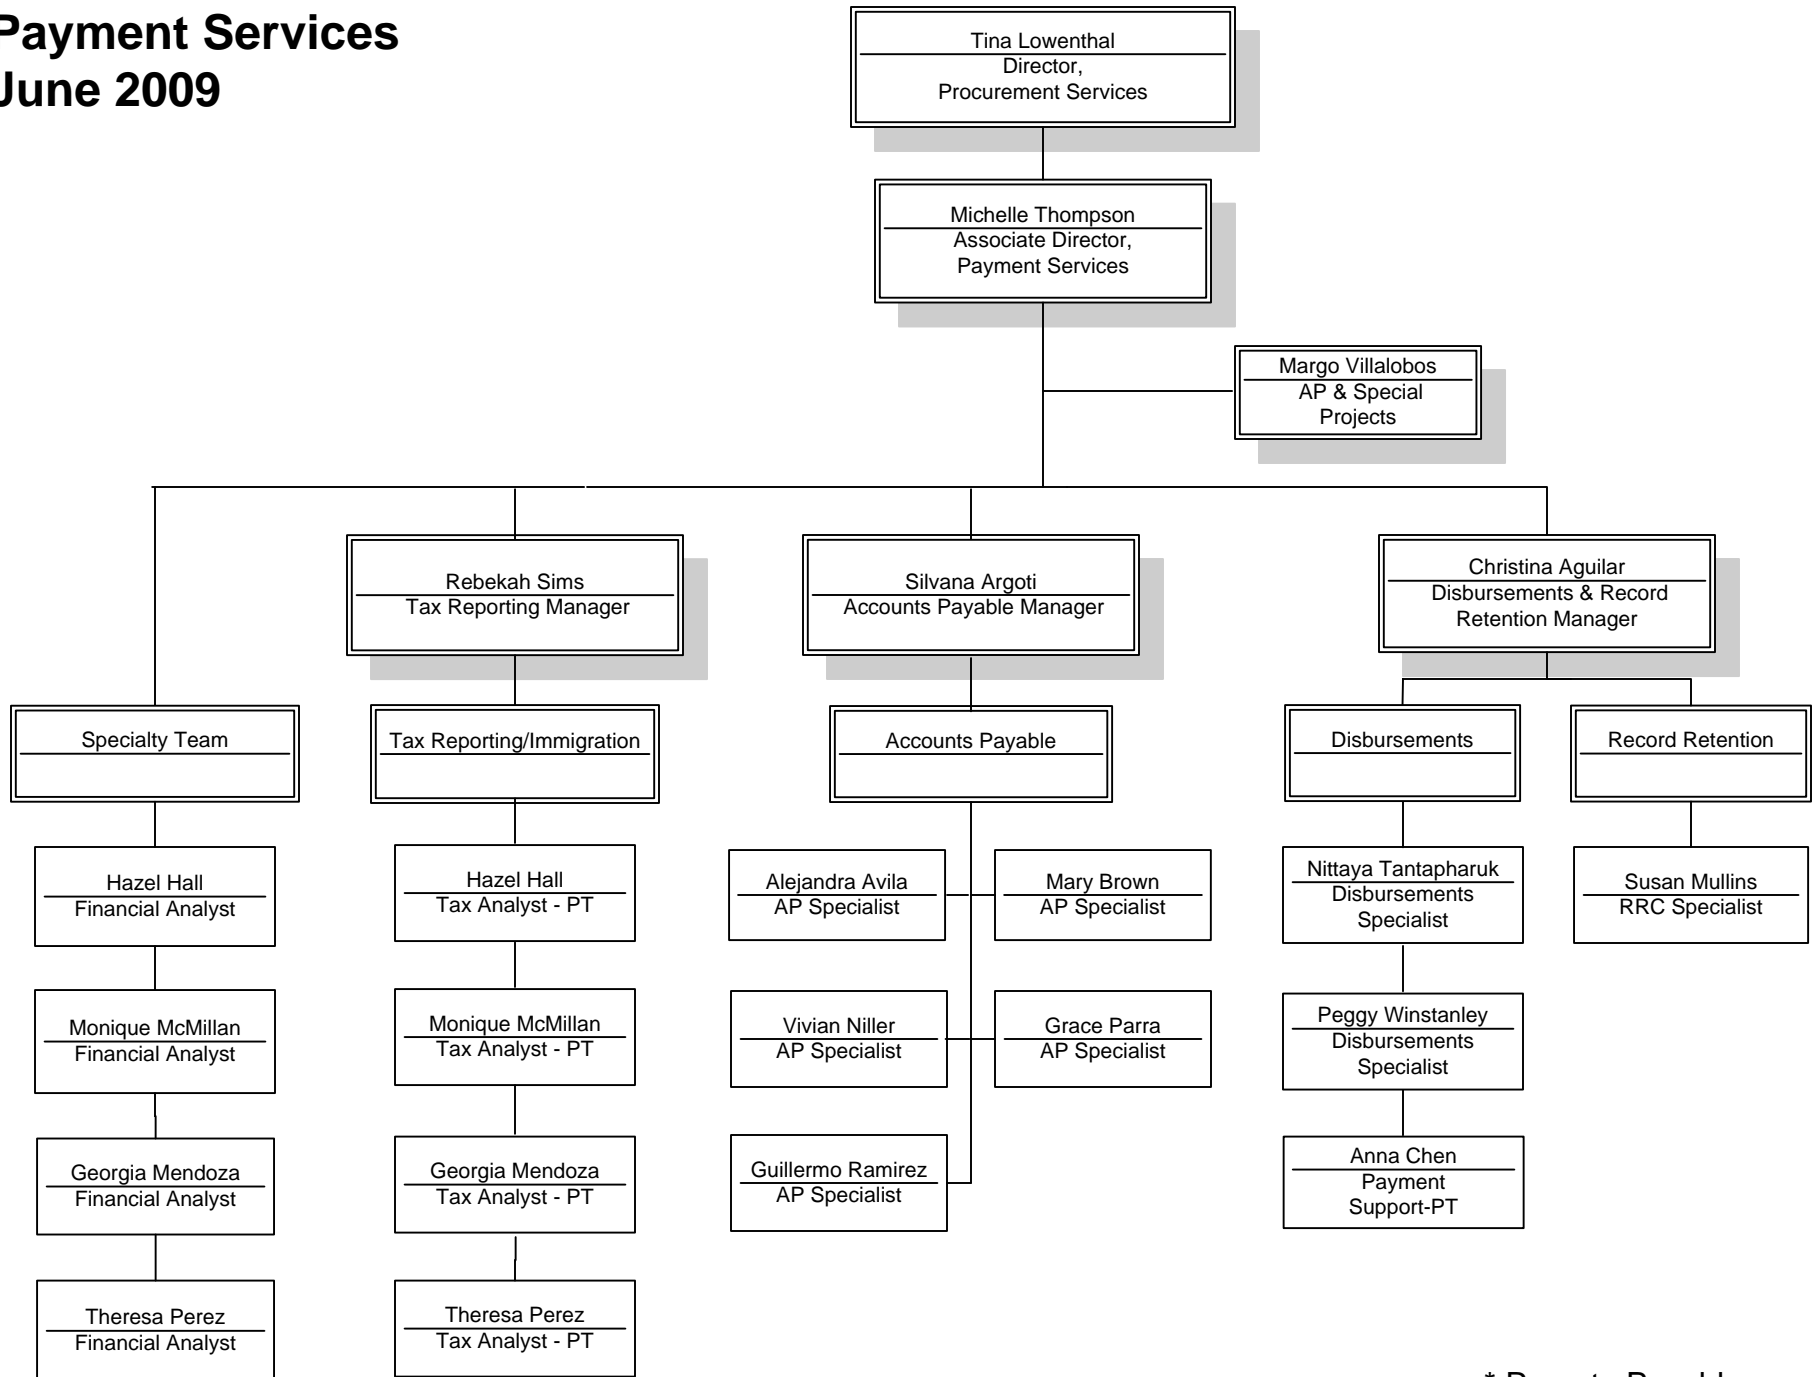 Payment Services
June 2009
Tina Lowenthal
Director,
Procurement Services
Michelle Thompson
Associate Director,
Payment Services
Margo Villalobos
AP & Special
Projects
Rebekah Sims
Tax Reporting Manager
Silvana Argoti
Accounts Payable Manager
Christina Aguilar
Disbursements & Record
Retention Manager
Specialty Team
Tax Reporting/Immigration
Accounts Payable
Disbursements
Record Retention
Hazel Hall
Financial Analyst
Monique McMillan
Financial Analyst
Georgia Mendoza
Financial Analyst
Theresa Perez
Financial Analyst
Hazel Hall
Tax Analyst - PT
Monique McMillan
Tax Analyst - PT
Georgia Mendoza
Tax Analyst - PT
Theresa Perez
Tax Analyst - PT
Alejandra Avila
AP Specialist
Mary Brown
AP Specialist
Vivian Niller
AP Specialist
Grace Parra
AP Specialist
Guillermo Ramirez
AP Specialist
Nittaya Tantapharuk
Disbursements
Specialist
Peggy Winstanley
Disbursements
Specialist
Anna Chen
Payment
Support-PT
Susan Mullins
RRC Specialist